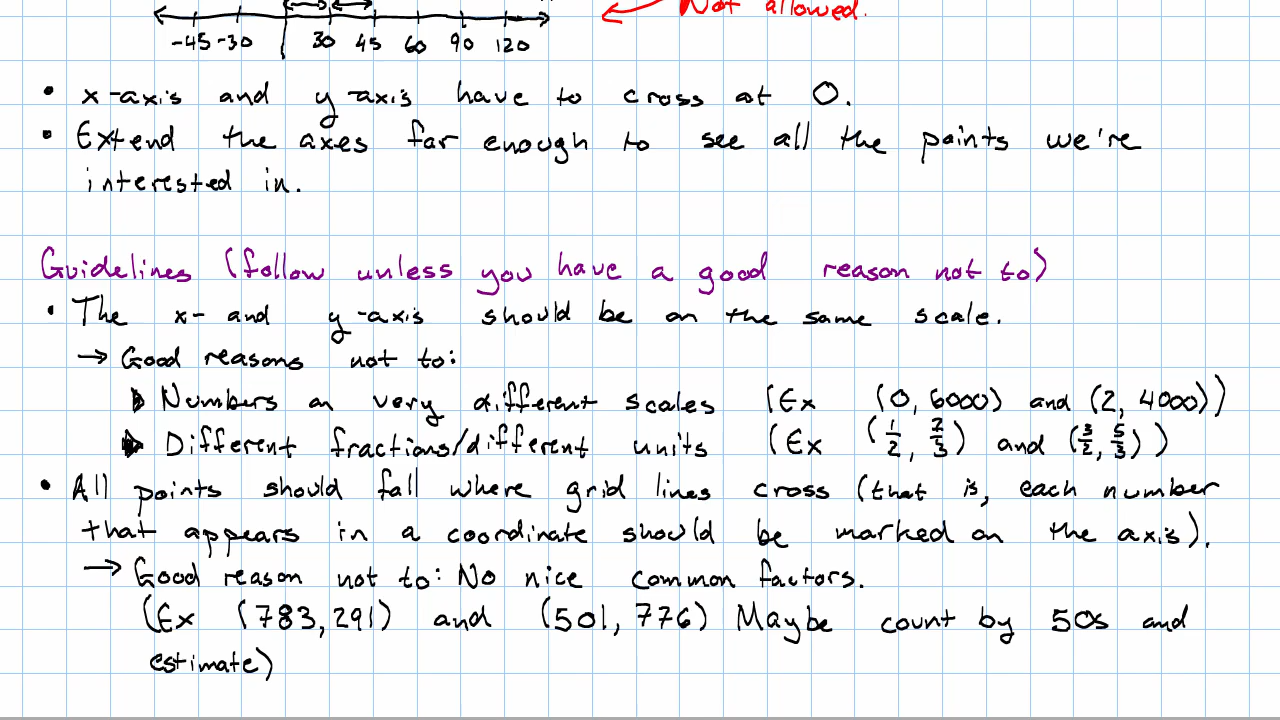 Not allowed.
-45 -30 30 45 60 90 120
• x-axis and y-axis have to cross at 0.
• Extend the axes far enough to see all the points we're
interested in.
Guidelines (follow unless you have a good reason not to)
• The x- and y-axis should be on the same scale.
→ Good reasons not to:
Numbers on very different scales (Ex (0, 6000) and (2, 4000))
Different fractions/different units (Ex (1/2, 2/3) and (3/2, 5/3))
• All points should fall where grid lines cross (that is, each number
that appears in a coordinate should be marked on the axis).
→ Good reason not to: No nice common factors.
(Ex (783, 291) and (501, 776) Maybe count by 50s and
estimate)